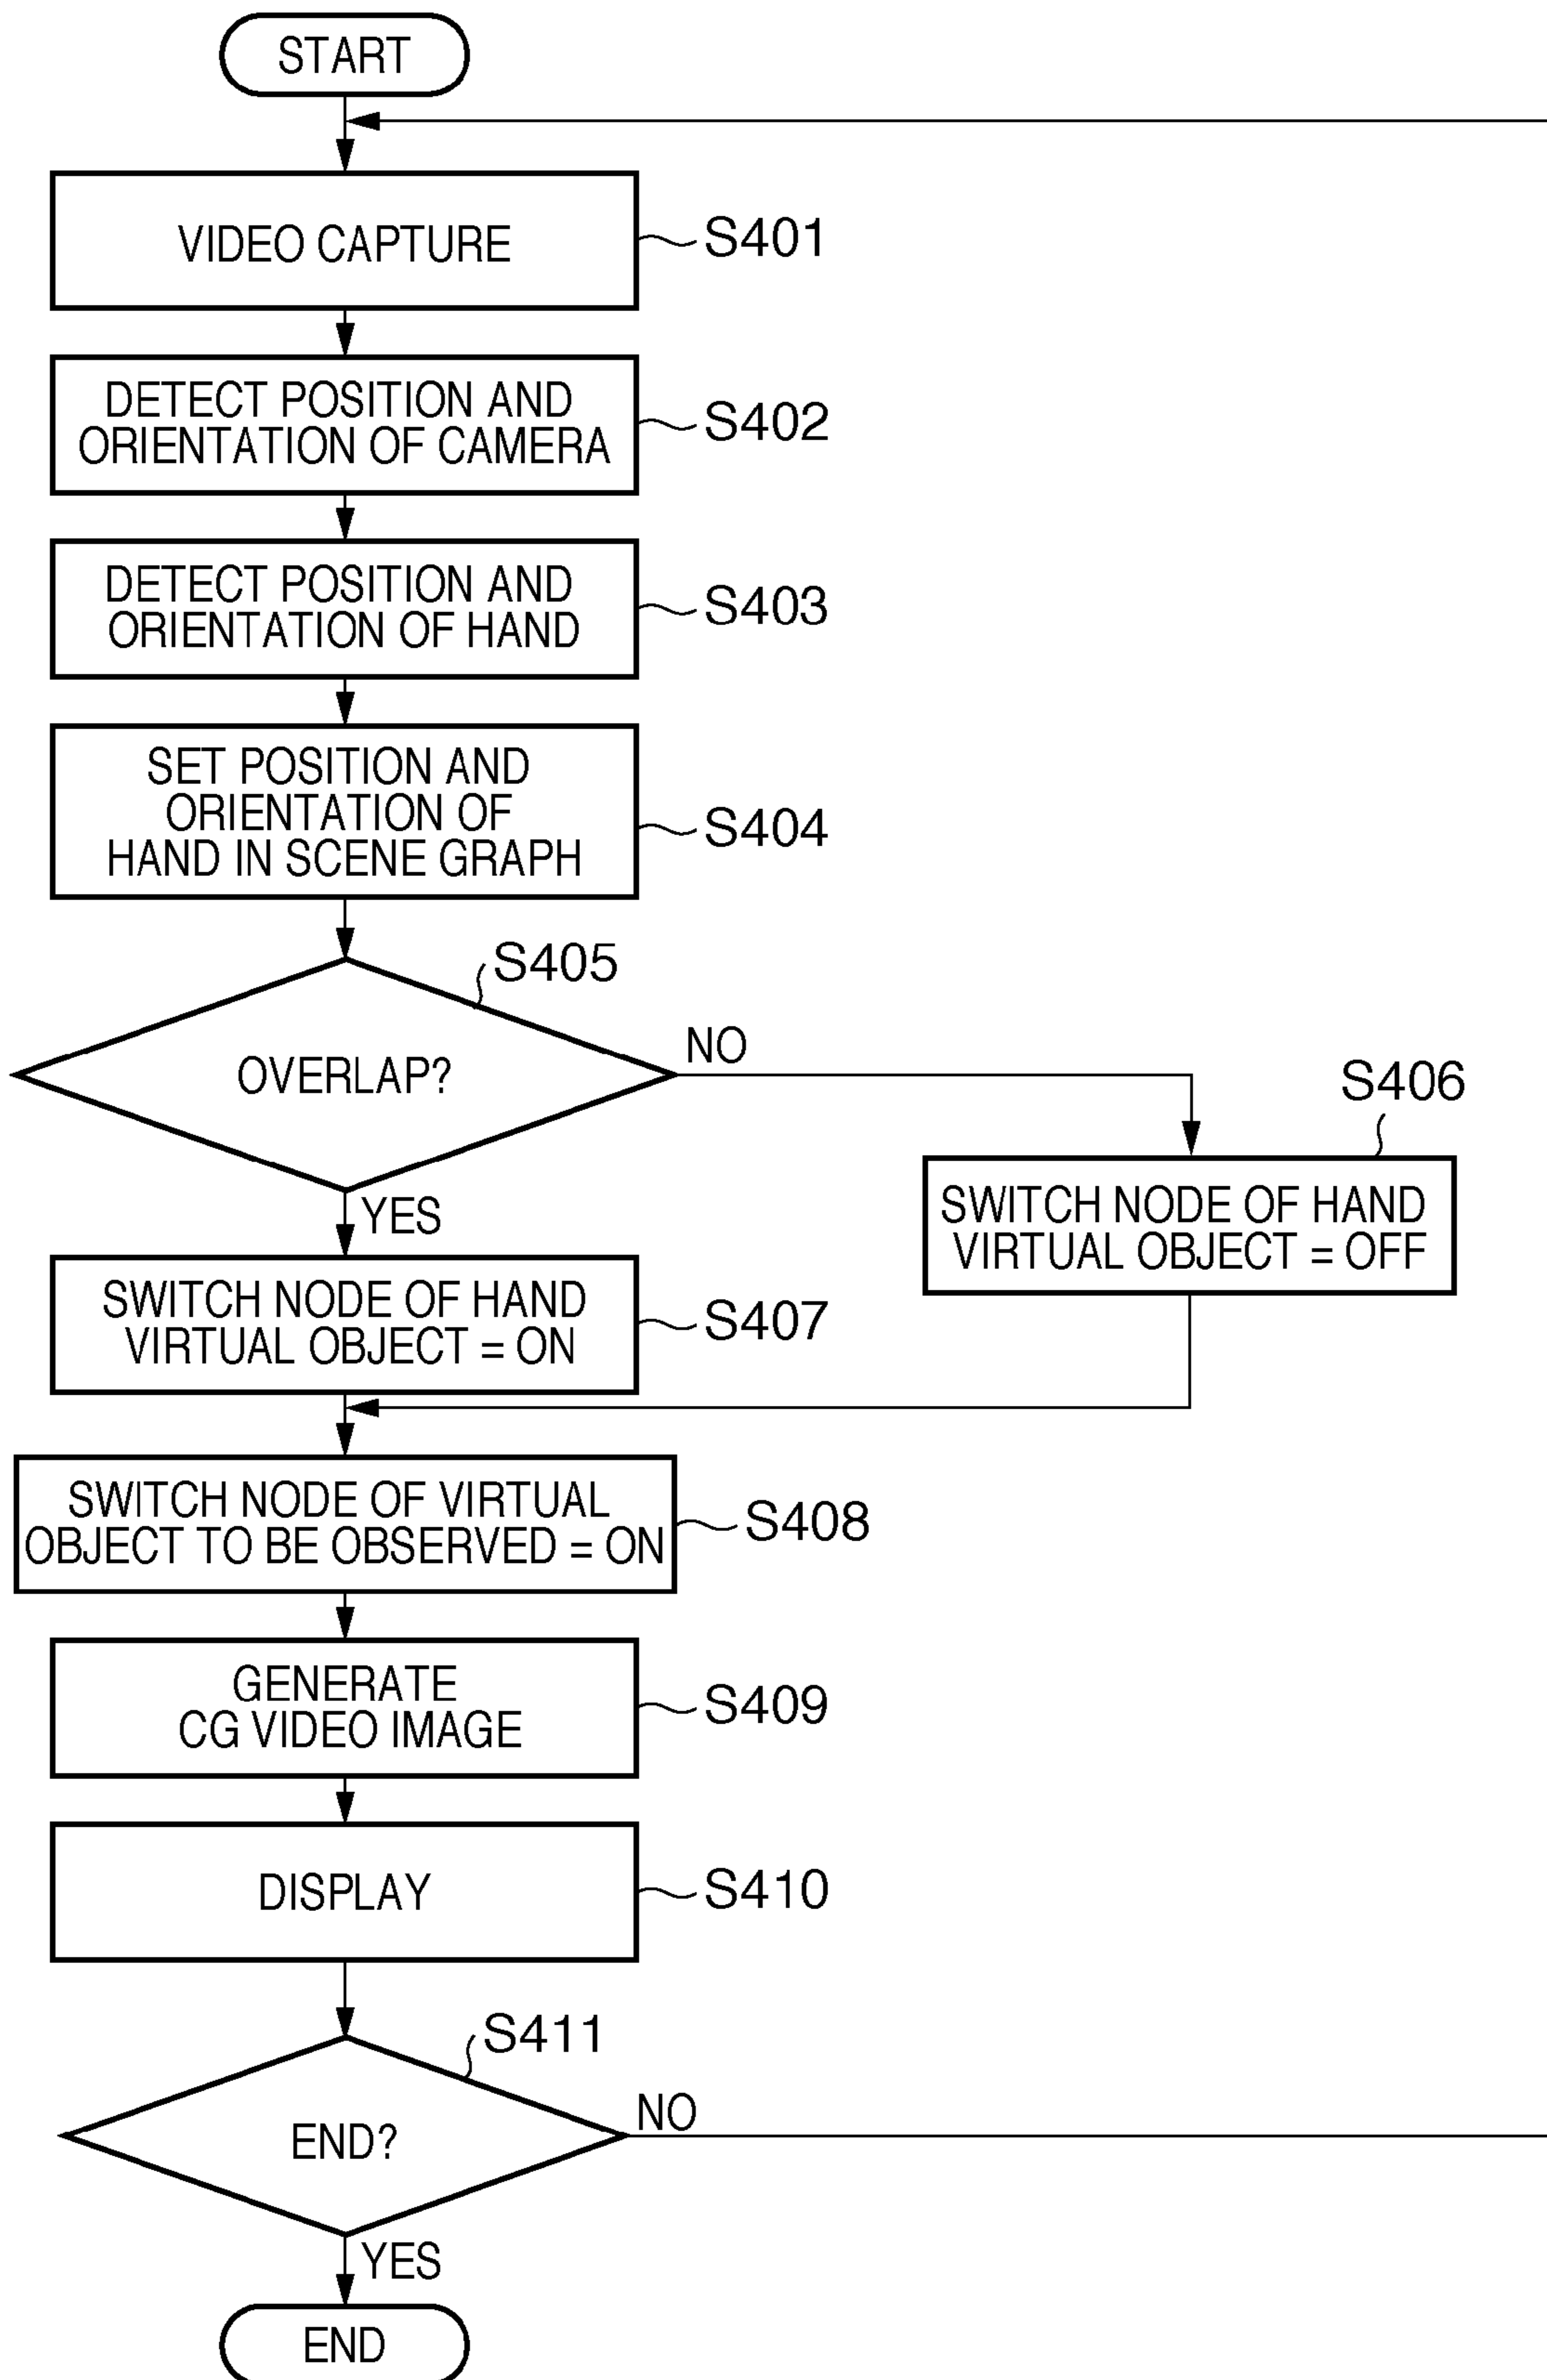 START
VIDEO CAPTURE
S401
DETECT POSITION AND
ORIENTATION OF CAMERA
S402
DETECT POSITION AND
ORIENTATION OF HAND
S403
SET POSITION AND
ORIENTATION OF
HAND IN SCENE GRAPH
S404
S405
OVERLAP?
NO
YES
S406
SWITCH NODE OF HAND
VIRTUAL OBJECT = OFF
SWITCH NODE OF HAND
VIRTUAL OBJECT = ON
S407
SWITCH NODE OF VIRTUAL
OBJECT TO BE OBSERVED = ON
S408
GENERATE
CG VIDEO IMAGE
S409
DISPLAY
S410
S411
END?
NO
YES
END